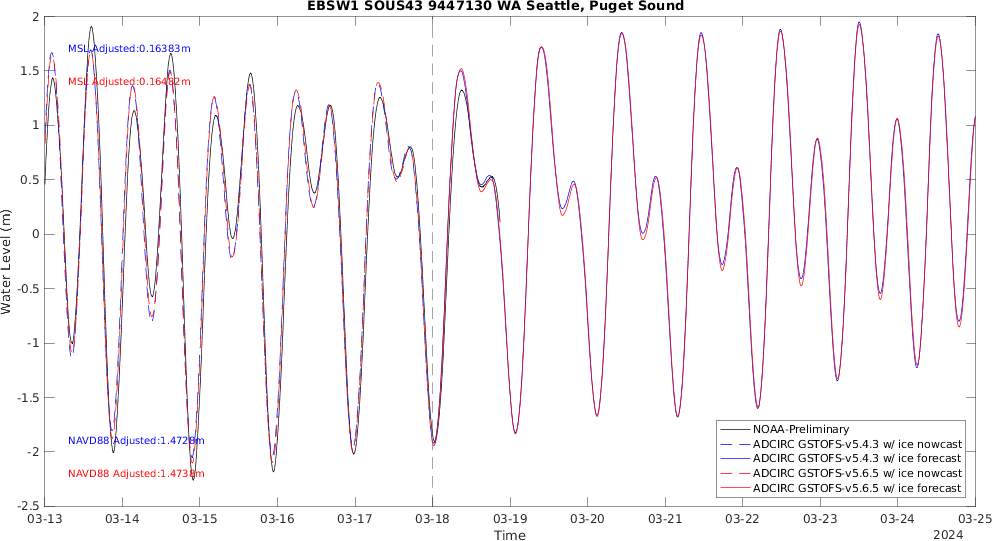 EBSW1 SOUS43 9447130 WA Seattle, Puget Sound
2
1.5
1
0.5
0
-0.5
-1
-1.5
-2
-2.5
Water Level (m)
MSL Adjusted:0.16383m
MSL Adjusted:0.16482m
NAVD88 Adjusted:1.4728m
NAVD88 Adjusted:1.4738m
NOAA-Preliminary
ADCIRC GSTOFS-v5.4.3 w/ ice nowcast
ADCIRC GSTOFS-v5.4.3 w/ ice forecast
ADCIRC GSTOFS-v5.6.5 w/ ice nowcast
ADCIRC GSTOFS-v5.6.5 w/ ice forecast
03-13 03-14 03-15 03-16 03-17 03-18 03-19 03-20 03-21 03-22 03-23 03-24 03-25
Time
2024